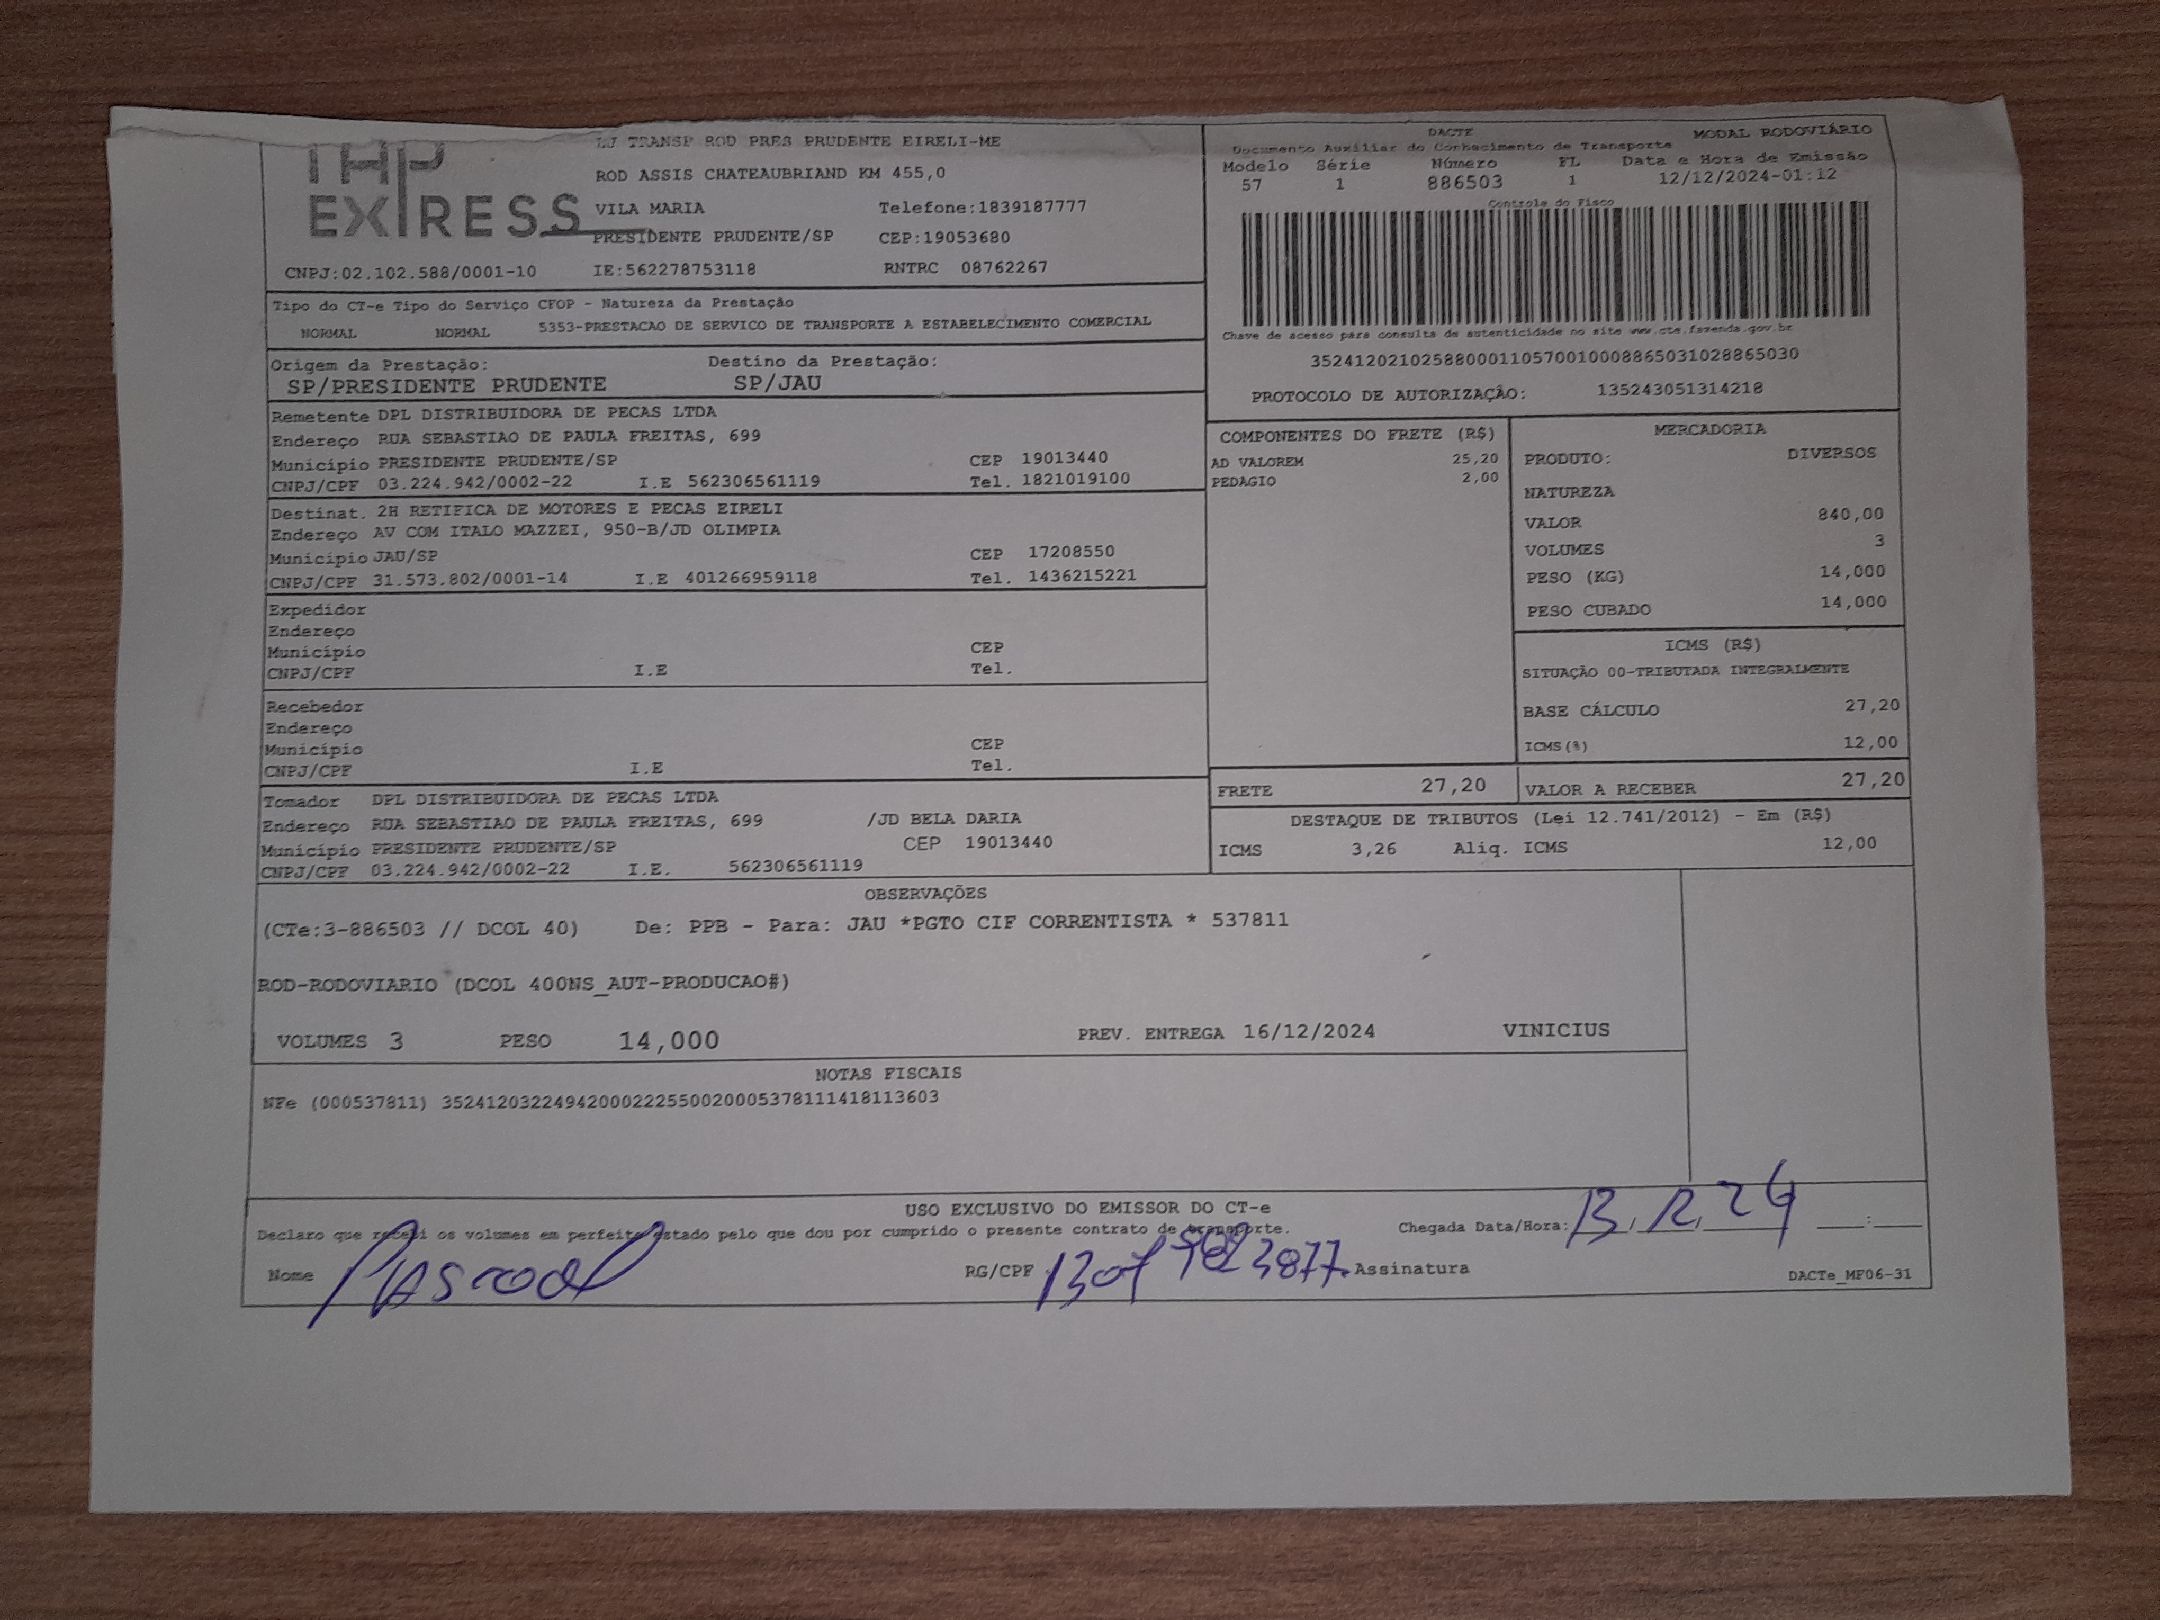 EXPRESS
LJ TRANSP ROD PRES PRUDENTE EIRELI-ME
ROD ASSIS CHATEAUBRIAND KM 455,0
VILA MARIA Telefone:1839187777
PRESIDENTE PRUDENTE/SP CEP:19053680
CNPJ:02.102.588/0001-10 IE:562278753118 RNTRC 08762267
Tipo do CT-e Tipo do Serviço CFOP - Natureza da Prestação
NORMAL NORMAL 5353-PRESTACAO DE SERVICO DE TRANSPORTE A ESTABELECIMENTO COMERCIAL
Origem da Prestação: Destino da Prestação:
SP/PRESIDENTE PRUDENTE SP/JAU
Remetente DPL DISTRIBUIDORA DE PECAS LTDA
Endereço RUA SEBASTIAO DE PAULA FREITAS, 699
Município PRESIDENTE PRUDENTE/SP CEP 19013440
CNPJ/CPF 03.224.942/0002-22 I.E 562306561119 Tel. 1821019100
Destinat. 2H RETIFICA DE MOTORES E PECAS EIRELI
Endereço AV COM ITALO MAZZEI, 950-B/JD OLIMPIA
Município JAU/SP CEP 17208550
CNPJ/CPF 31.573.802/0001-14 I.E 401266959118 Tel. 1436215221
Expedidor
Endereço
Município CEP
CNPJ/CPF I.E Tel.
Recebedor
Endereço
Município CEP
CNPJ/CPF I.E Tel.
Tomador DPL DISTRIBUIDORA DE PECAS LTDA
Endereço RUA SEBASTIAO DE PAULA FREITAS, 699 /JD BELA DARIA
Município PRESIDENTE PRUDENTE/SP CEP 19013440
CNPJ/CPF 03.224.942/0002-22 I.E. 562306561119
DACTE MODAL RODOVIÁRIO
Documento Auxiliar do Conhecimento de Transporte
Modelo Série Número FL Data e Hora de Emissão
57 1 886503 1 12/12/2024-01:12
Controle do Fisco
Chave de acesso para consulta de autenticidade no site www.cte.fazenda.gov.br
35241202102588000110570010008865031028865030
PROTOCOLO DE AUTORIZAÇÃO: 135243051314218
COMPONENTES DO FRETE (R$)
AD VALOREM 25,20
PEDAGIO 2,00
MERCADORIA
PRODUTO: DIVERSOS
NATUREZA
VALOR 840,00
VOLUMES 3
PESO (KG) 14,000
PESO CUBADO 14,000
ICMS (R$)
SITUAÇÃO 00-TRIBUTADA INTEGRALMENTE
BASE CÁLCULO 27,20
ICMS(%) 12,00
FRETE 27,20 VALOR A RECEBER 27,20
DESTAQUE DE TRIBUTOS (Lei 12.741/2012) - Em (R$)
ICMS 3,26 Aliq. ICMS 12,00
OBSERVAÇÕES
(CTe:3-886503 // DCOL 40) De: PPB - Para: JAU *PGTO CIF CORRENTISTA * 537811
ROD-RODOVIARIO (DCOL 400NS_AUT-PRODUCAO#)
VOLUMES 3 PESO 14,000 PREV. ENTREGA 16/12/2024 VINICIUS
NOTAS FISCAIS
NFe (000537811) 35241203224942000222550020005378111418113603
USO EXCLUSIVO DO EMISSOR DO CT-e
Declaro que recebi os volumes em perfeito estado pelo que dou por cumprido o presente contrato de transporte. Chegada Data/Hora: 13/12/24 __:__
Nome RG/CPF Assinatura DACTe_MF06-31